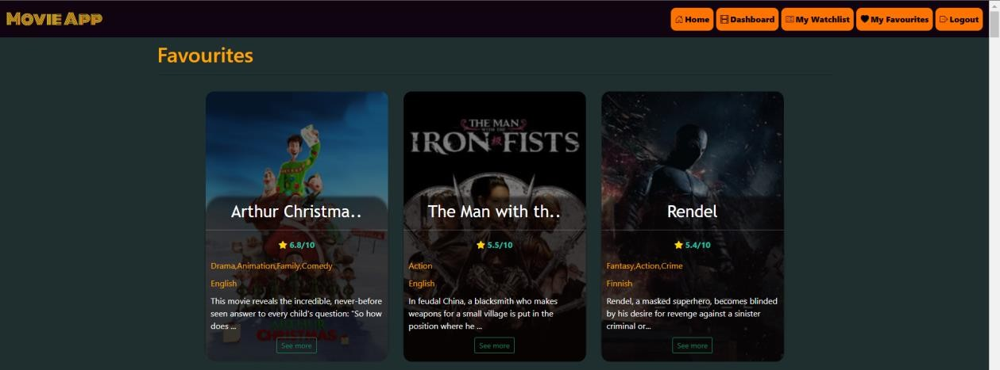 Movie App
Home Dashboard My Watchlist My Favourites Logout
Favourites
THE MAN
WITH THE
IRON FISTS
Arthur Christma..
6.8/10
Drama,Animation,Family,Comedy
English
This movie reveals the incredible, never-before
seen answer to every child's question: "So how
does ...
ARTHUR
CHRISTMAS
See more
The Man with th..
5.5/10
Action
English
In feudal China, a blacksmith who makes
weapons for a small village is put in the
position where he ...
See more
Rendel
5.4/10
Fantasy,Action,Crime
Finnish
Rendel, a masked superhero, becomes blinded
by his desire for revenge against a sinister
criminal or...
See more